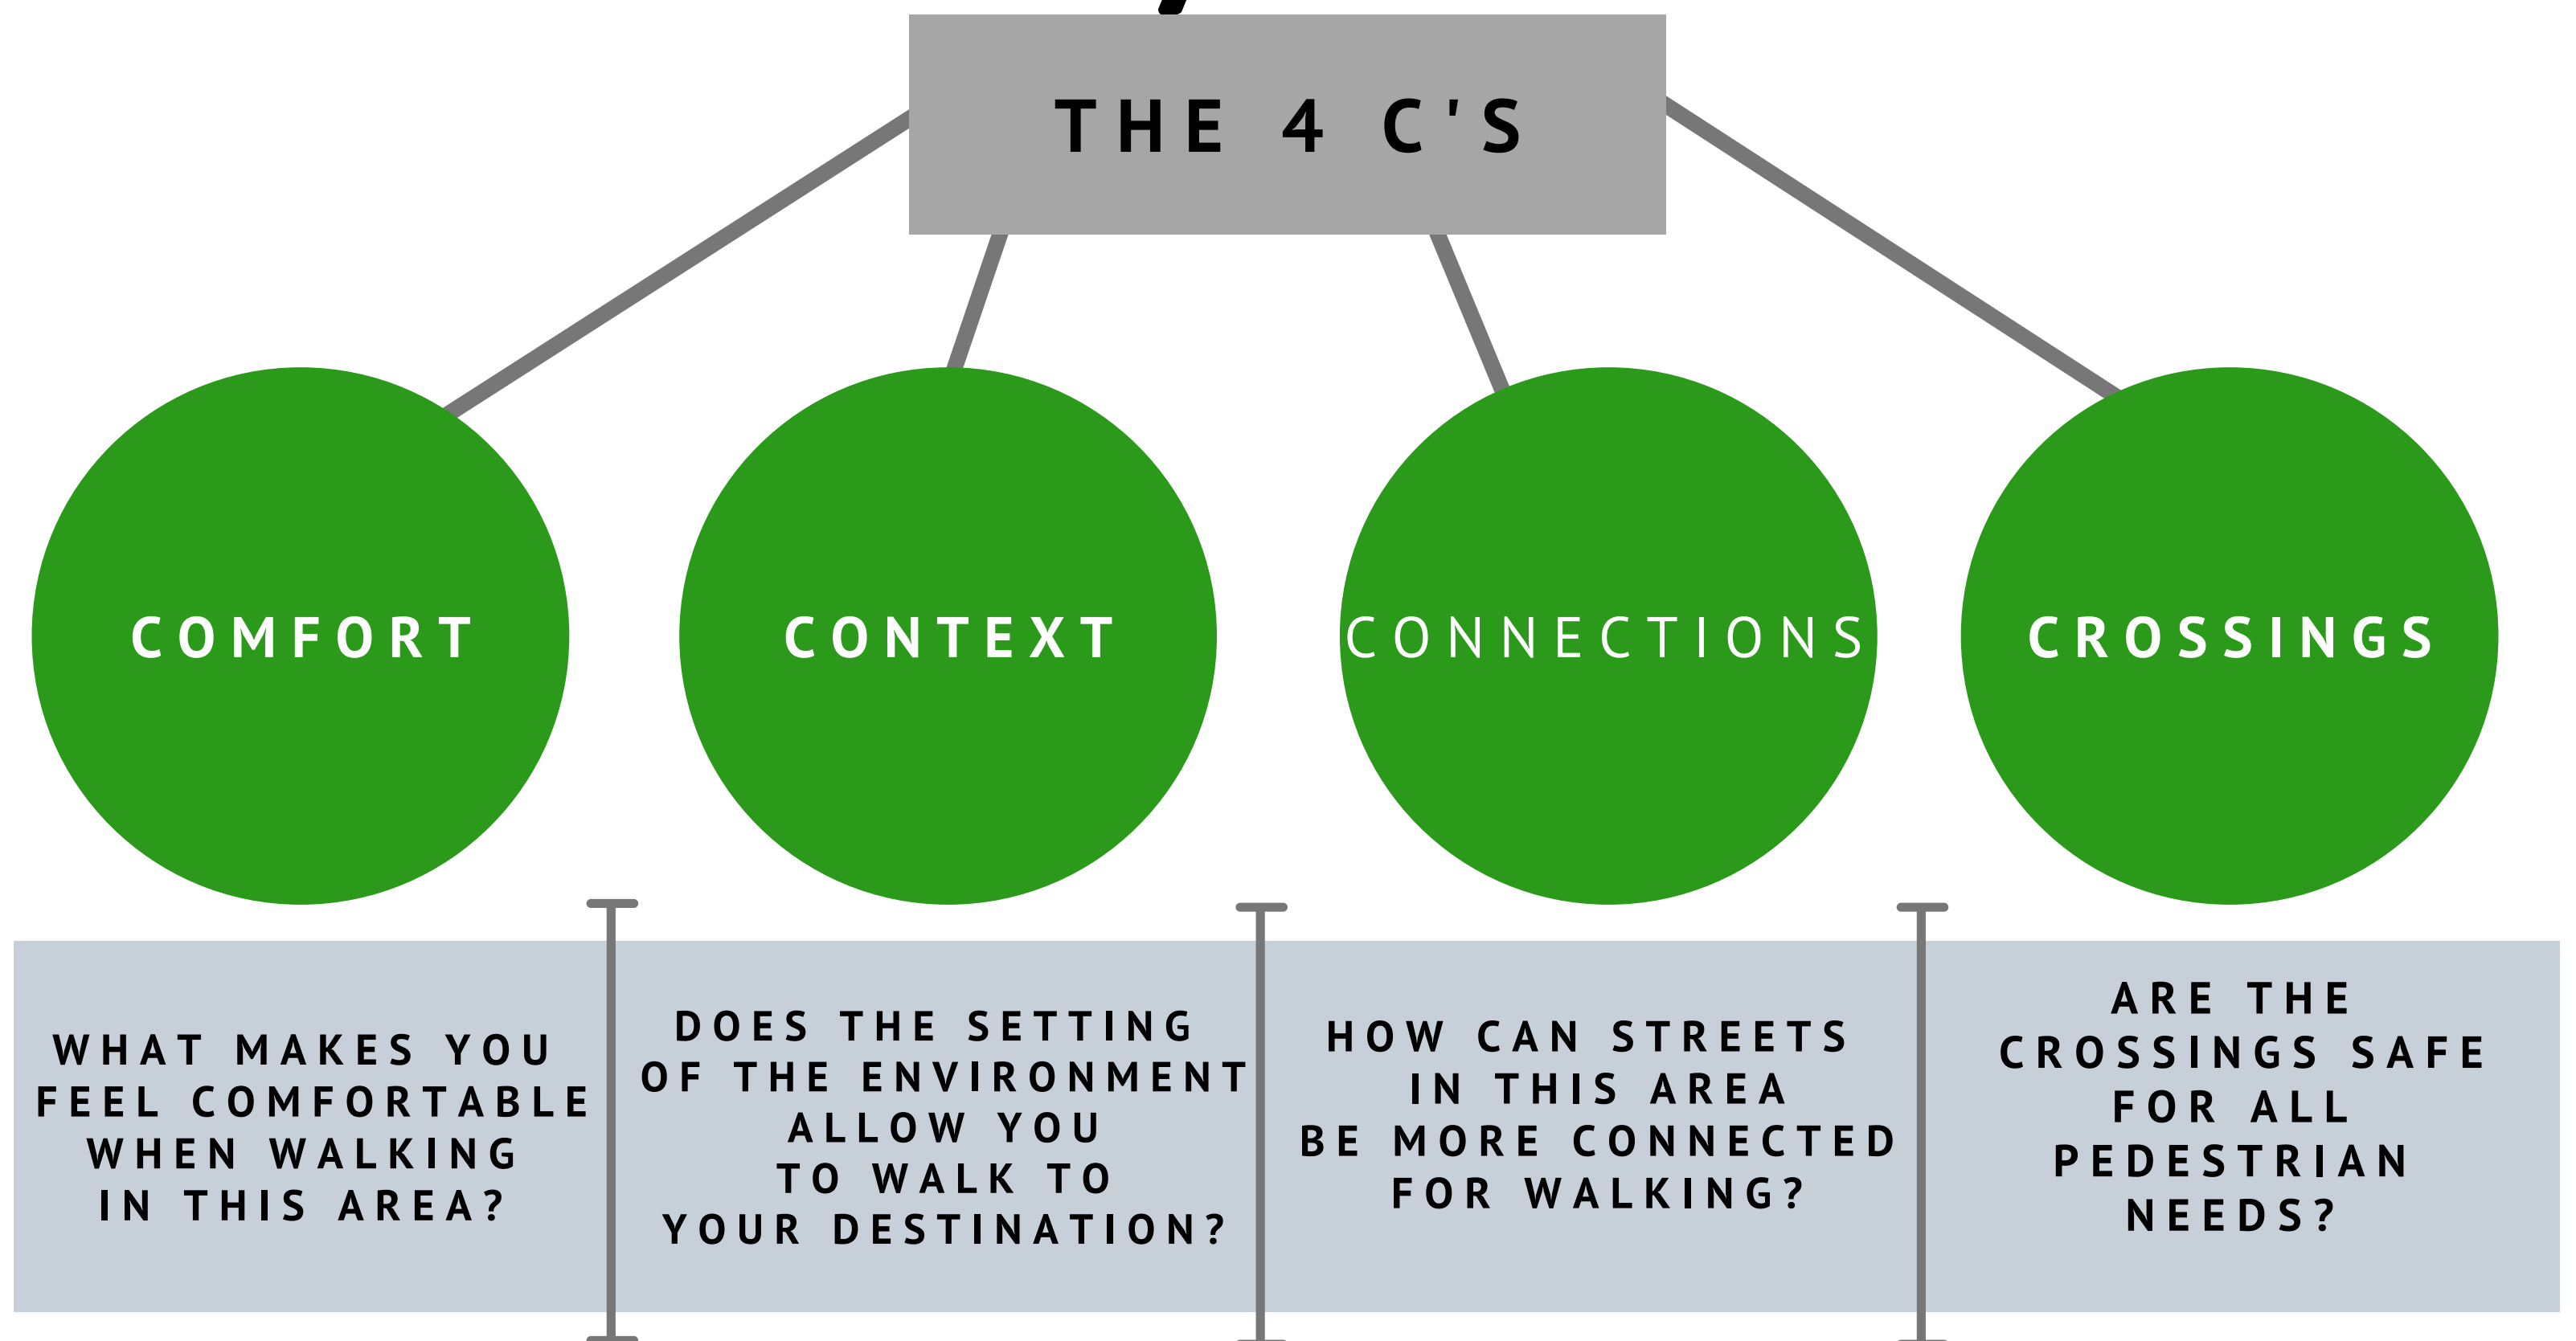 THE 4 C'S
COMFORT
CONTEXT
CONNECTIONS
CROSSINGS
WHAT MAKES YOU
FEEL COMFORTABLE
WHEN WALKING
IN THIS AREA?
DOES THE SETTING
OF THE ENVIRONMENT
ALLOW YOU
TO WALK TO
YOUR DESTINATION?
HOW CAN STREETS
IN THIS AREA
BE MORE CONNECTED
FOR WALKING?
ARE THE
CROSSINGS SAFE
FOR ALL
PEDESTRIAN
NEEDS?